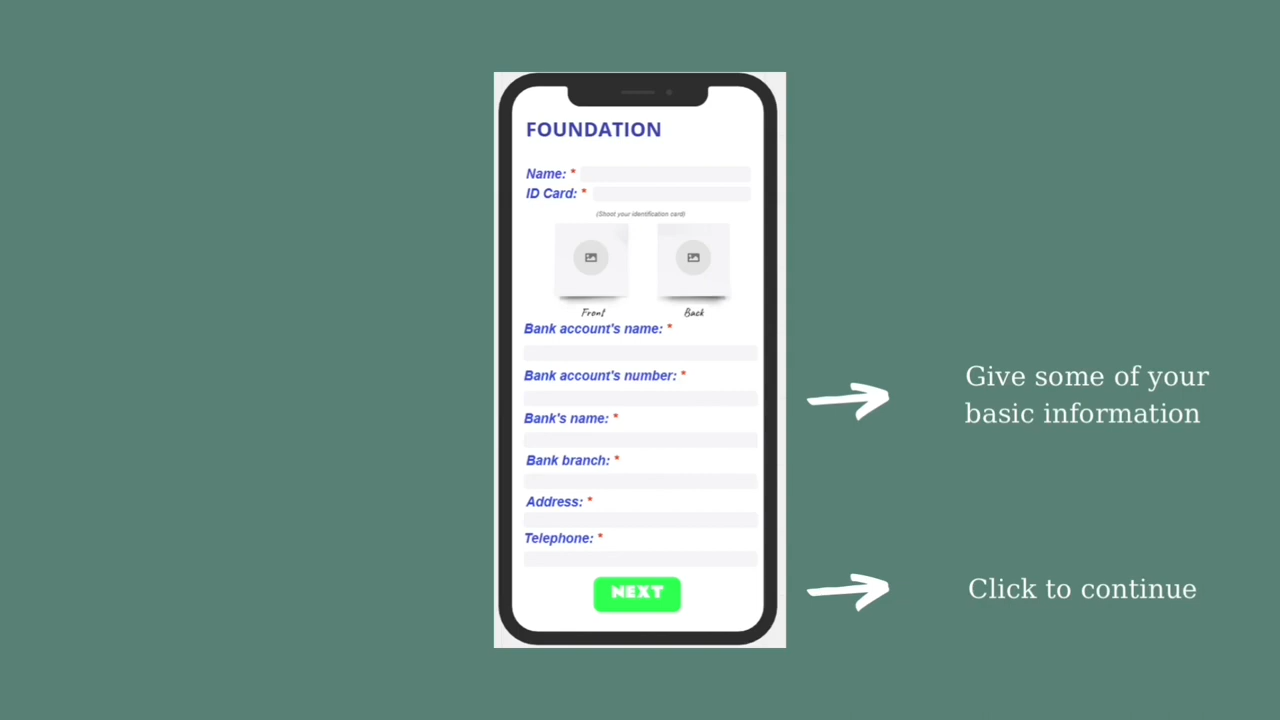 FOUNDATION
Name: *
ID Card: *
(Shoot your identification card)
Front
Back
Bank account's name: *
Bank account's number: *
Bank's name: *
Bank branch: *
Address: *
Telephone: *
NEXT
Give some of your
basic information
Click to continue